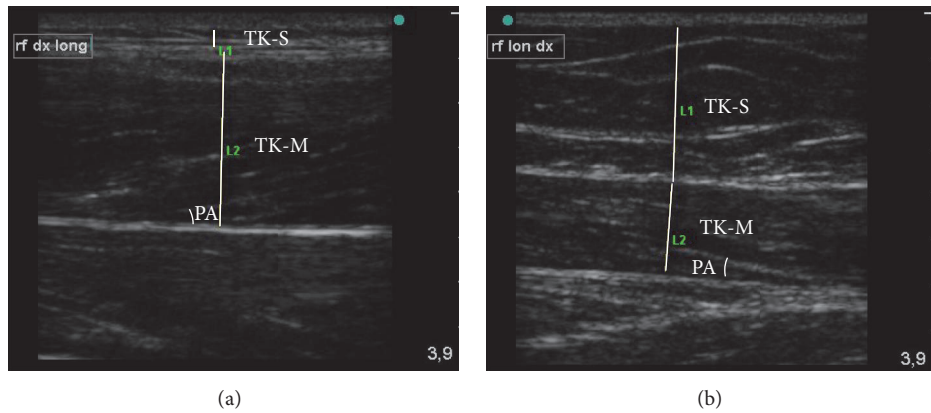 rf dx long
TK-S
L1
L2
TK-M
PA
3,9
(a)
rf lon dx
L1
TK-S
TK-M
L2
PA
3,9
(b)